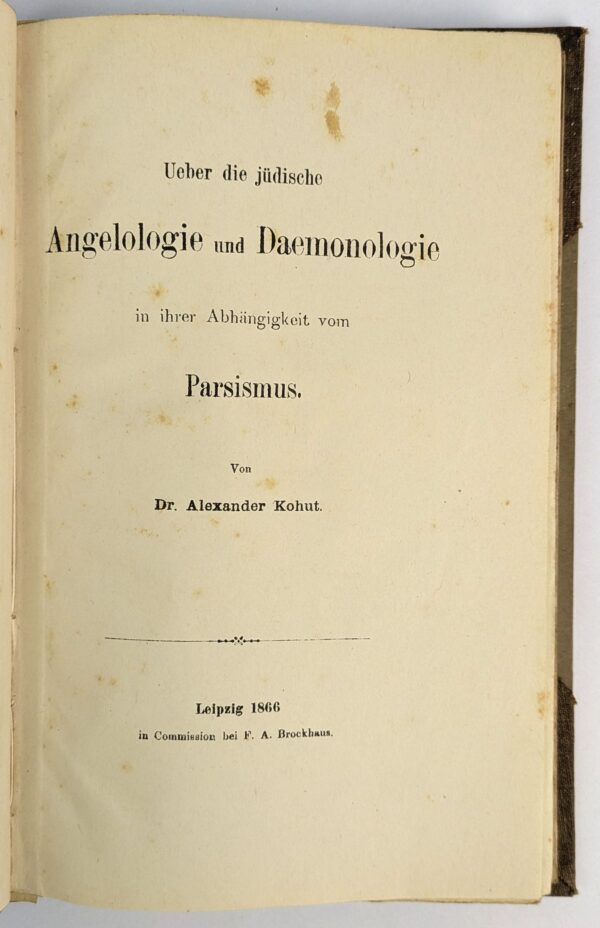 Ueber die jüdische
Angelologie und Daemonologie
in ihrer Abhängigkeit vom
Parsismus.
Von
Dr. Alexander Kohut.
Leipzig 1866
in Commission bei F. A. Brockhaus.